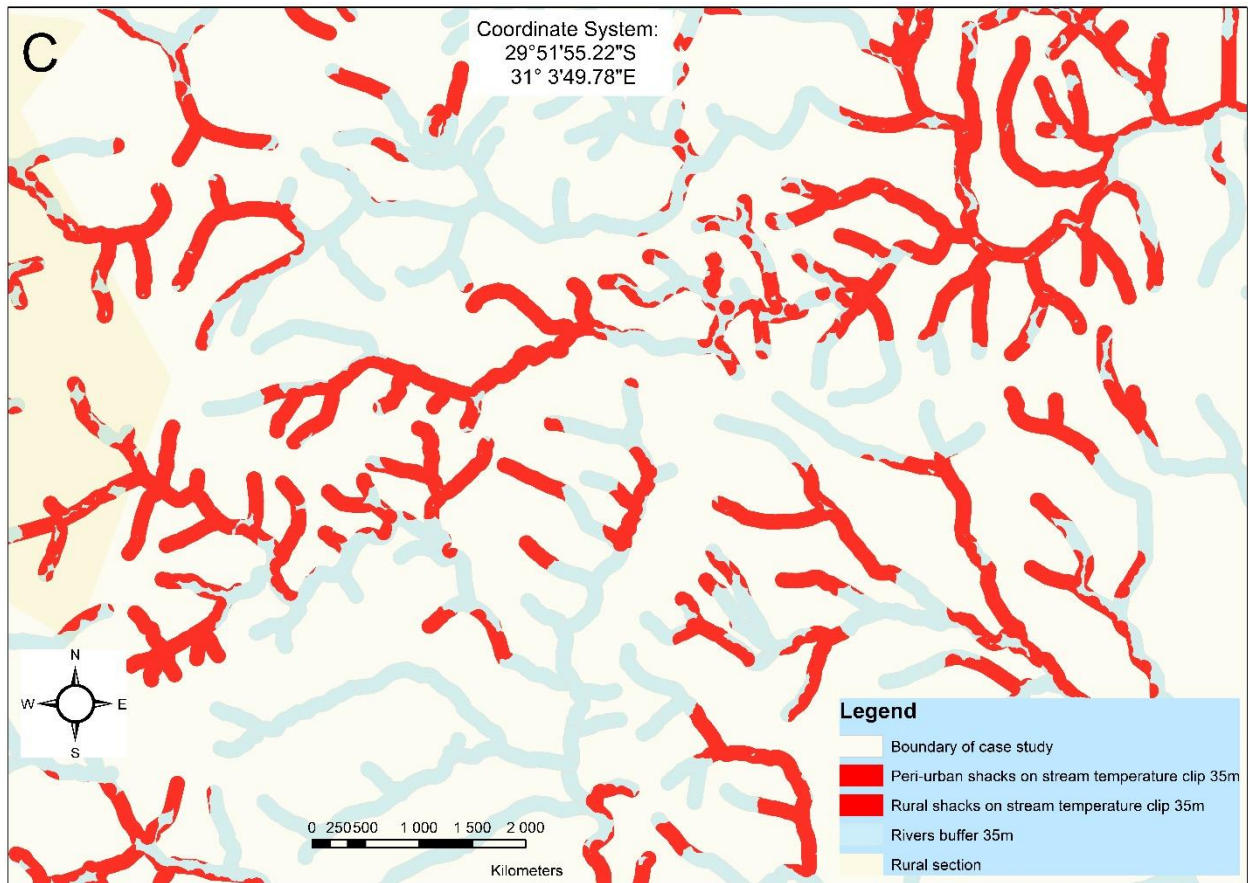 C
Coordinate System:
29°51'55.22"S
31° 3'49.78"E
N
W E
S
0 250500 1 000 1 500 2 000
Kilometers
Legend
Boundary of case study
Peri-urban shacks on stream temperature clip 35m
Rural shacks on stream temperature clip 35m
Rivers buffer 35m
Rural section